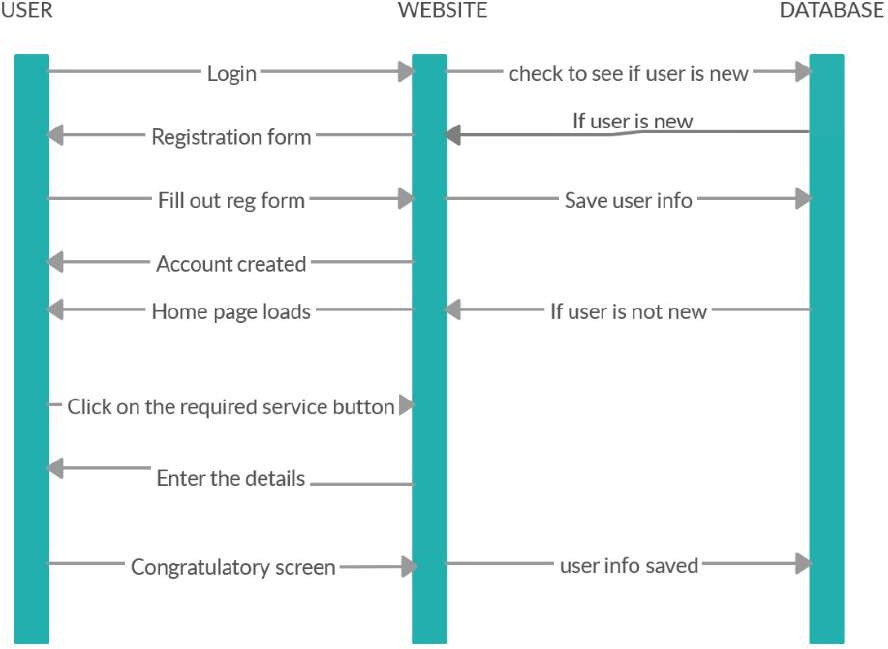 USER
WEBSITE
DATABASE
Login
check to see if user is new
If user is new
Registration form
Fill out reg form
Save user info
Account created
Home page loads
If user is not new
Click on the required service button
Enter the details
Congratulatory screen
user info saved